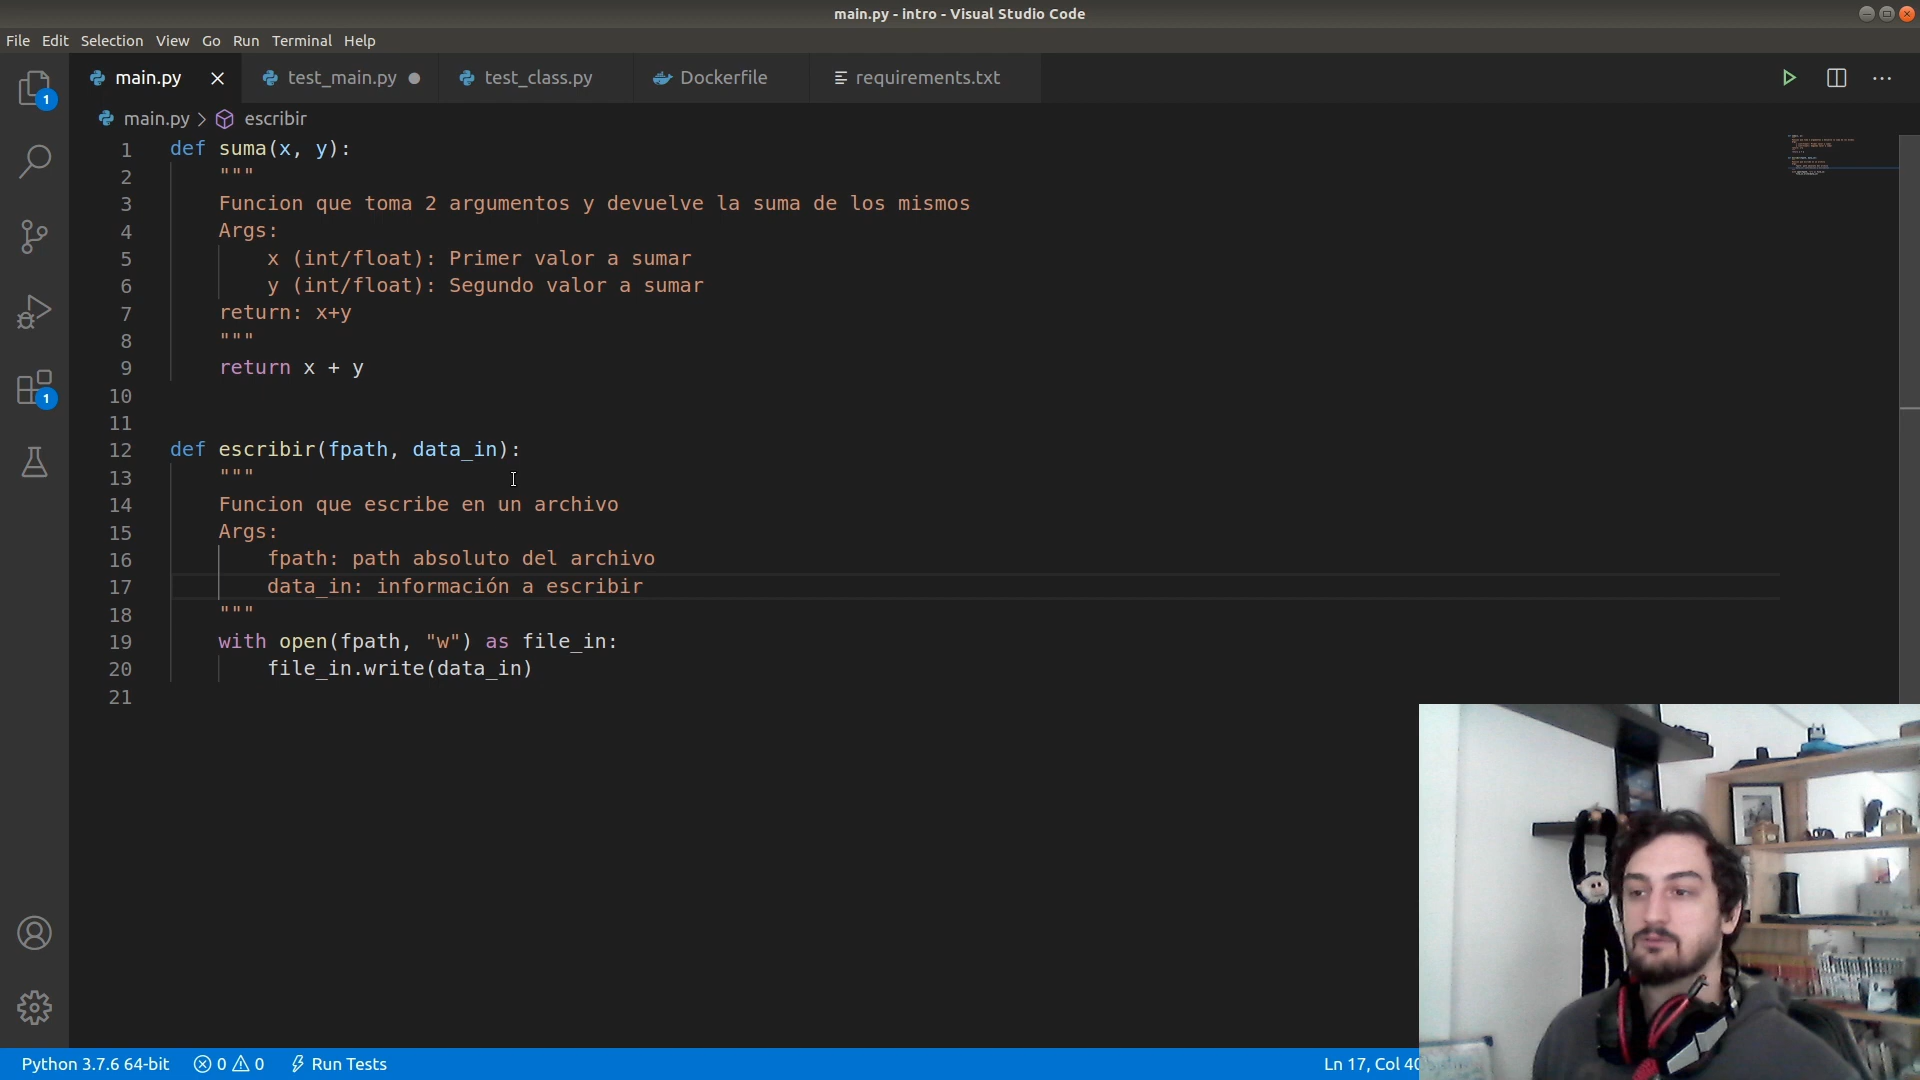 main.py - intro - Visual Studio Code
File Edit Selection View Go Run Terminal Help
main.py test_main.py test_class.py Dockerfile requirements.txt
main.py > escribir
1 def suma(x, y):
2 """
3 Funcion que toma 2 argumentos y devuelve la suma de los mismos
4 Args:
5 x (int/float): Primer valor a sumar
6 y (int/float): Segundo valor a sumar
7 return: x+y
8 """
9 return x + y
10
11
12 def escribir(fpath, data_in):
13 """
14 Funcion que escribe en un archivo
15 Args:
16 fpath: path absoluto del archivo
17 data_in: información a escribir
18 """
19 with open(fpath, "w") as file_in:
20 file_in.write(data_in)
21
1
1
Python 3.7.6 64-bit 0 0 Run Tests Ln 17, Col 40